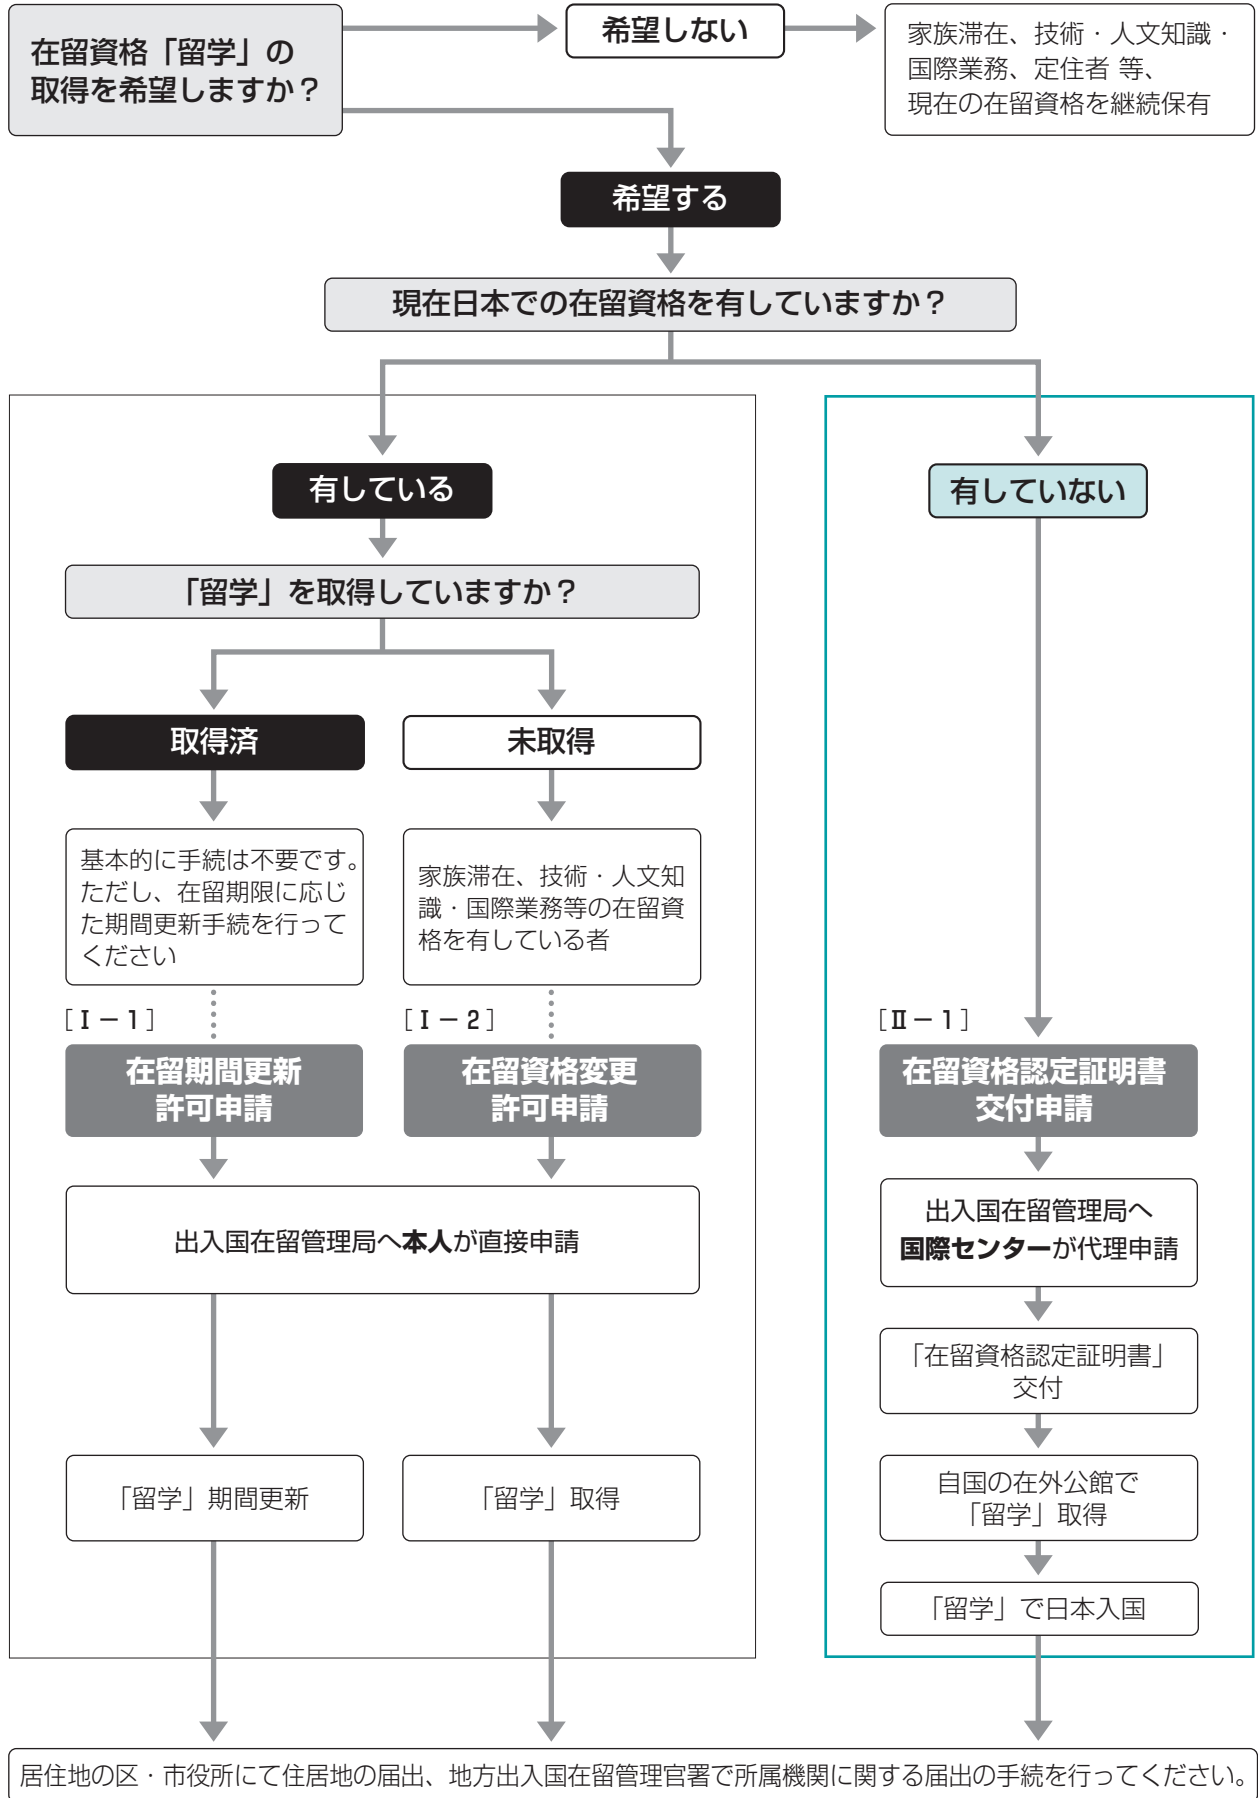 在留資格「留学」の
取得を希望しますか？
希望しない
家族滞在、技術・人文知識・
国際業務、定住者 等、
現在の在留資格を継続保有
希望する
現在日本での在留資格を有していますか？
有している
「留学」を取得していますか？
取得済
未取得
基本的に手続は不要です。
ただし、在留期限に応じ
た期間更新手続を行って
ください
家族滞在、技術・人文知
識・国際業務等の在留資
格を有している者
［Ⅰ－1］
［Ⅰ－2］
在留期間更新
許可申請
在留資格変更
許可申請
出入国在留管理局へ本人が直接申請
「留学」期間更新
「留学」取得
有していない
［Ⅱ－1］
在留資格認定証明書
交付申請
出入国在留管理局へ
国際センターが代理申請
「在留資格認定証明書」
交付
自国の在外公館で
「留学」取得
「留学」で日本入国
居住地の区・市役所にて住居地の届出、地方出入国在留管理官署で所属機関に関する届出の手続を行ってください。